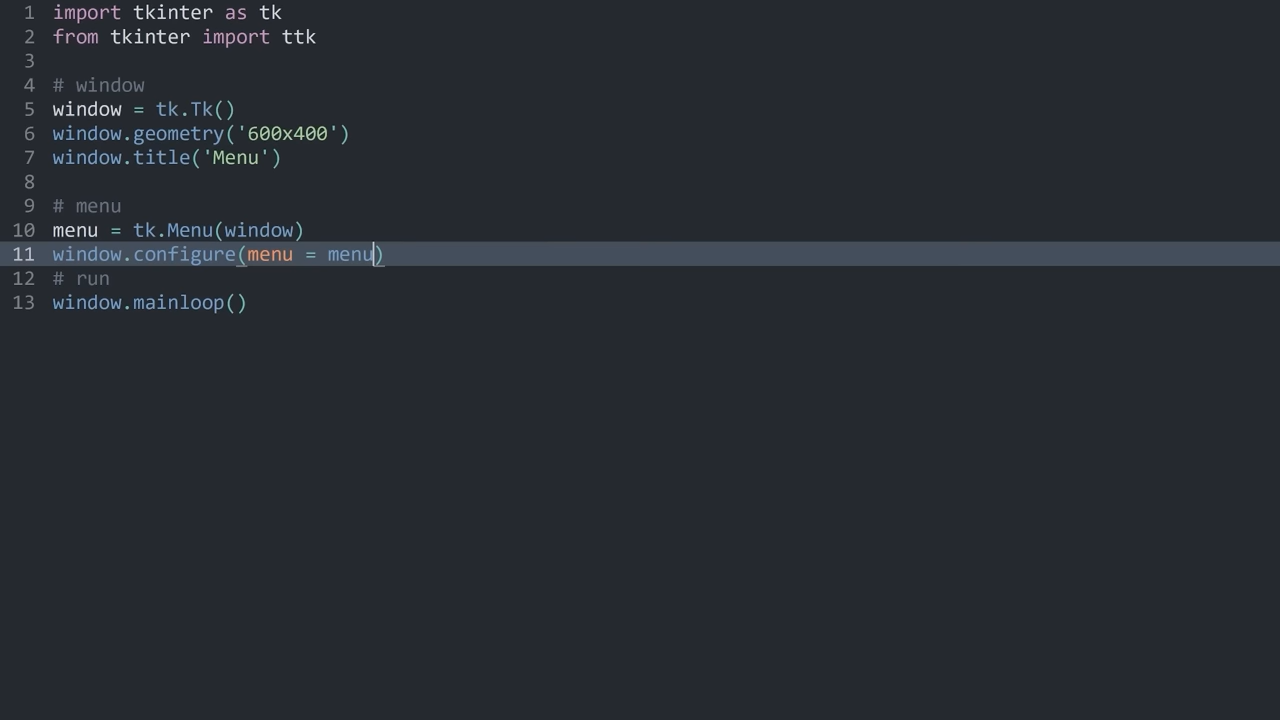 1 import tkinter as tk
2 from tkinter import ttk
3
4 # window
5 window = tk.Tk()
6 window.geometry('600x400')
7 window.title('Menu')
8
9 # menu
10 menu = tk.Menu(window)
11 window.configure(menu = menu)
12 # run
13 window.mainloop()